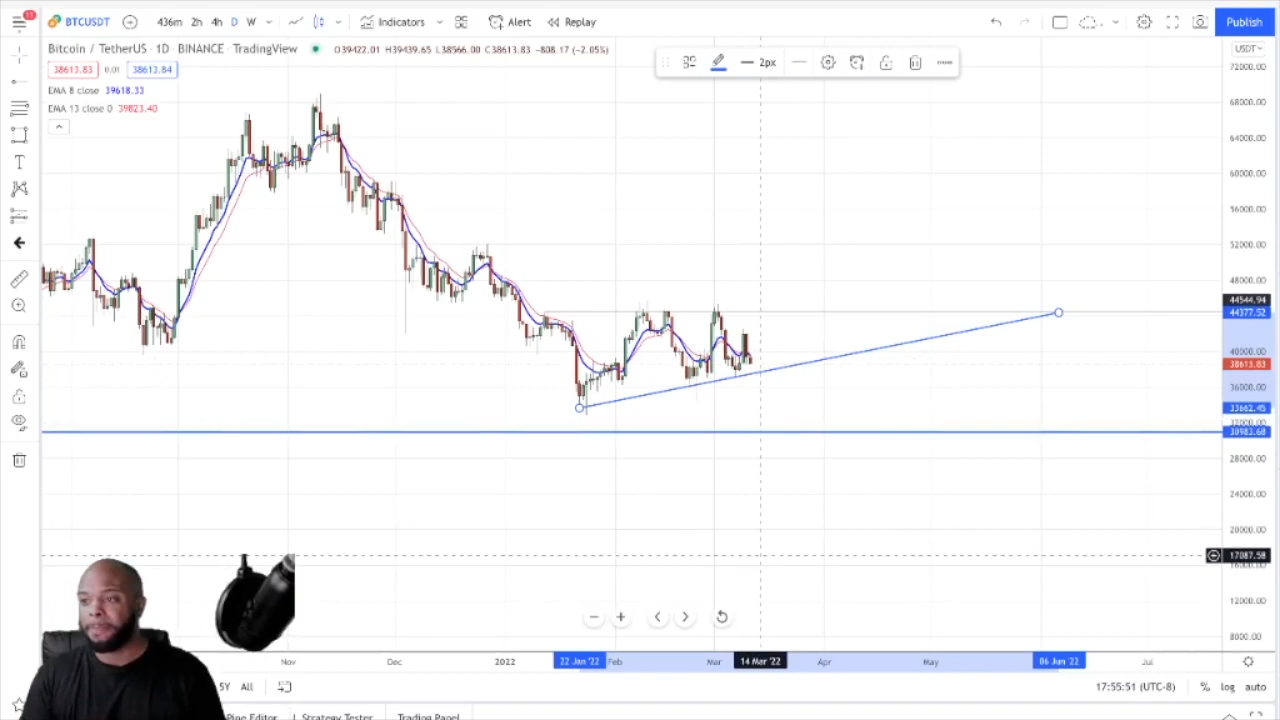 11
BTCUSDT 436m 2h 4h D W Indicators Alert Replay Publish
Bitcoin / TetherUS · 1D · BINANCE · TradingView O39422.01 H39439.65 L38566.00 C38613.83 -808.17 (-2.05%)
USDT
38613.83 0.01 38613.84
2px
72000.00
EMA 8 close 39618.33
68000.00
EMA 13 close 0 39823.40
64000.00
60000.00
56000.00
52000.00
48000.00
44544.94
44377.52
40000.00
38613.83
36000.00
33662.45
32000.00
30983.68
28000.00
24000.00
20000.00
17087.58
16000.00
12000.00
8000.00
Nov Dec 2022 22 Jan '22 Feb Mar 14 Mar '22 Apr May 06 Jun '22 Jul
5Y All 17:55:51 (UTC-8) % log auto
Pine Editor Strategy Tester Trading Panel